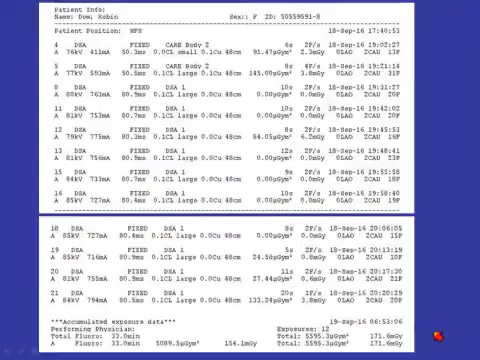 Patient Info:
Name: Dow, Robin Sex: F ID: 50559591-8
Patient Position: HFS 18-Sep-16 17:40:53
4 DSA FIXED CARE Body 2 6s 2F/s 18-Sep-16 19:02:27
A 76kV 411mA 50.3ms 0.0CL small 0.1Cu 48cm 91.47µGym² 3.4mGy 0LAO 2CAU 13F
5 DSA FIXED CARE Body 2 8s 4F/s 18-Sep-16 19:21:14
A 77kV 593mA 50.5ms 0.1CL large 0.1Cu 48cm 145.00µGym² 3.8mGy 0LAO 2CAU 31F
8 DSA FIXED DSA 1 10s 2F/s 18-Sep-16 19:31:27
A 80kV 763mA 80.9ms 0.1CL large 0.0Cu 48cm 0.00µGym² 0.0mGy 0LAO 2CAU 20F
11 DSA FIXED DSA 1 10s 2F/s 18-Sep-16 19:42:02
A 81kV 753mA 80.7ms 0.1CL large 0.0Cu 48cm 0.00µGym² 0.0mGy 0LAO 2CAU 20F
12 DSA FIXED DSA 1 8s 2F/s 18-Sep-16 19:45:53
A 79kV 775mA 80.3ms 0.1CL large 0.0Cu 48cm 84.05µGym² 6.2mGy 0LAO 2CAU 16F
13 DSA FIXED DSA 1 12s 2F/s 18-Sep-16 19:48:41
A 81kV 756mA 80.9ms 0.1CL large 0.0Cu 48cm 0.00µGym² 0.0mGy 0LAO 2CAU 23F
15 DSA FIXED DSA 1 9s 2F/s 18-Sep-16 19:55:58
A 84kV 733mA 80.7ms 0.1CL large 0.0Cu 48cm 0.00µGym² 0.0mGy 0LAO 2CAU 18F
16 DSA FIXED DSA 1 10s 2F/s 18-Sep-16 19:58:40
A 85kV 727mA 80.9ms 0.1CL large 0.0Cu 48cm 0.00µGym² 0.0mGy 0LAO 2CAU 19F
18 DSA FIXED DSA 1 8s 2F/s 18-Sep-16 20:06:05
A 85kV 727mA 80.4ms 0.1CL large 0.0Cu 48cm 0.00µGym² 0.0mGy 0LAO 2CAU 15F
19 DSA FIXED DSA 1 5s 2F/s 18-Sep-16 20:13:19
A 85kV 716mA 80.9ms 0.1CL large 0.0Cu 48cm 24.58µGym² 0.8mGy 0LAO 2CAU 10F
20 DSA FIXED DSA 1 11s 2F/s 18-Sep-16 20:17:30
A 81kV 755mA 80.9ms 0.1CL large 0.0Cu 48cm 27.44µGym² 0.6mGy 0LAO 2CAU 21F
21 DSA FIXED DSA 1 20s 1F/s 18-Sep-16 20:28:29
A 84kV 794mA 80.5ms 0.1CL large 0.0Cu 48cm 133.24µGym² 3.8mGy 0LAO 2CAU 20F
***Accumulated exposure data*** 19-Sep-16 06:53:06
Performing Physician: Exposures: 12
Total Fluoro: 33.0min Total: 5595.3µGym² 171.6mGy
A Fluoro: 33.0min 5089.5µGym² 154.1mGy Total: 5595.3µGym² 171.6mGy